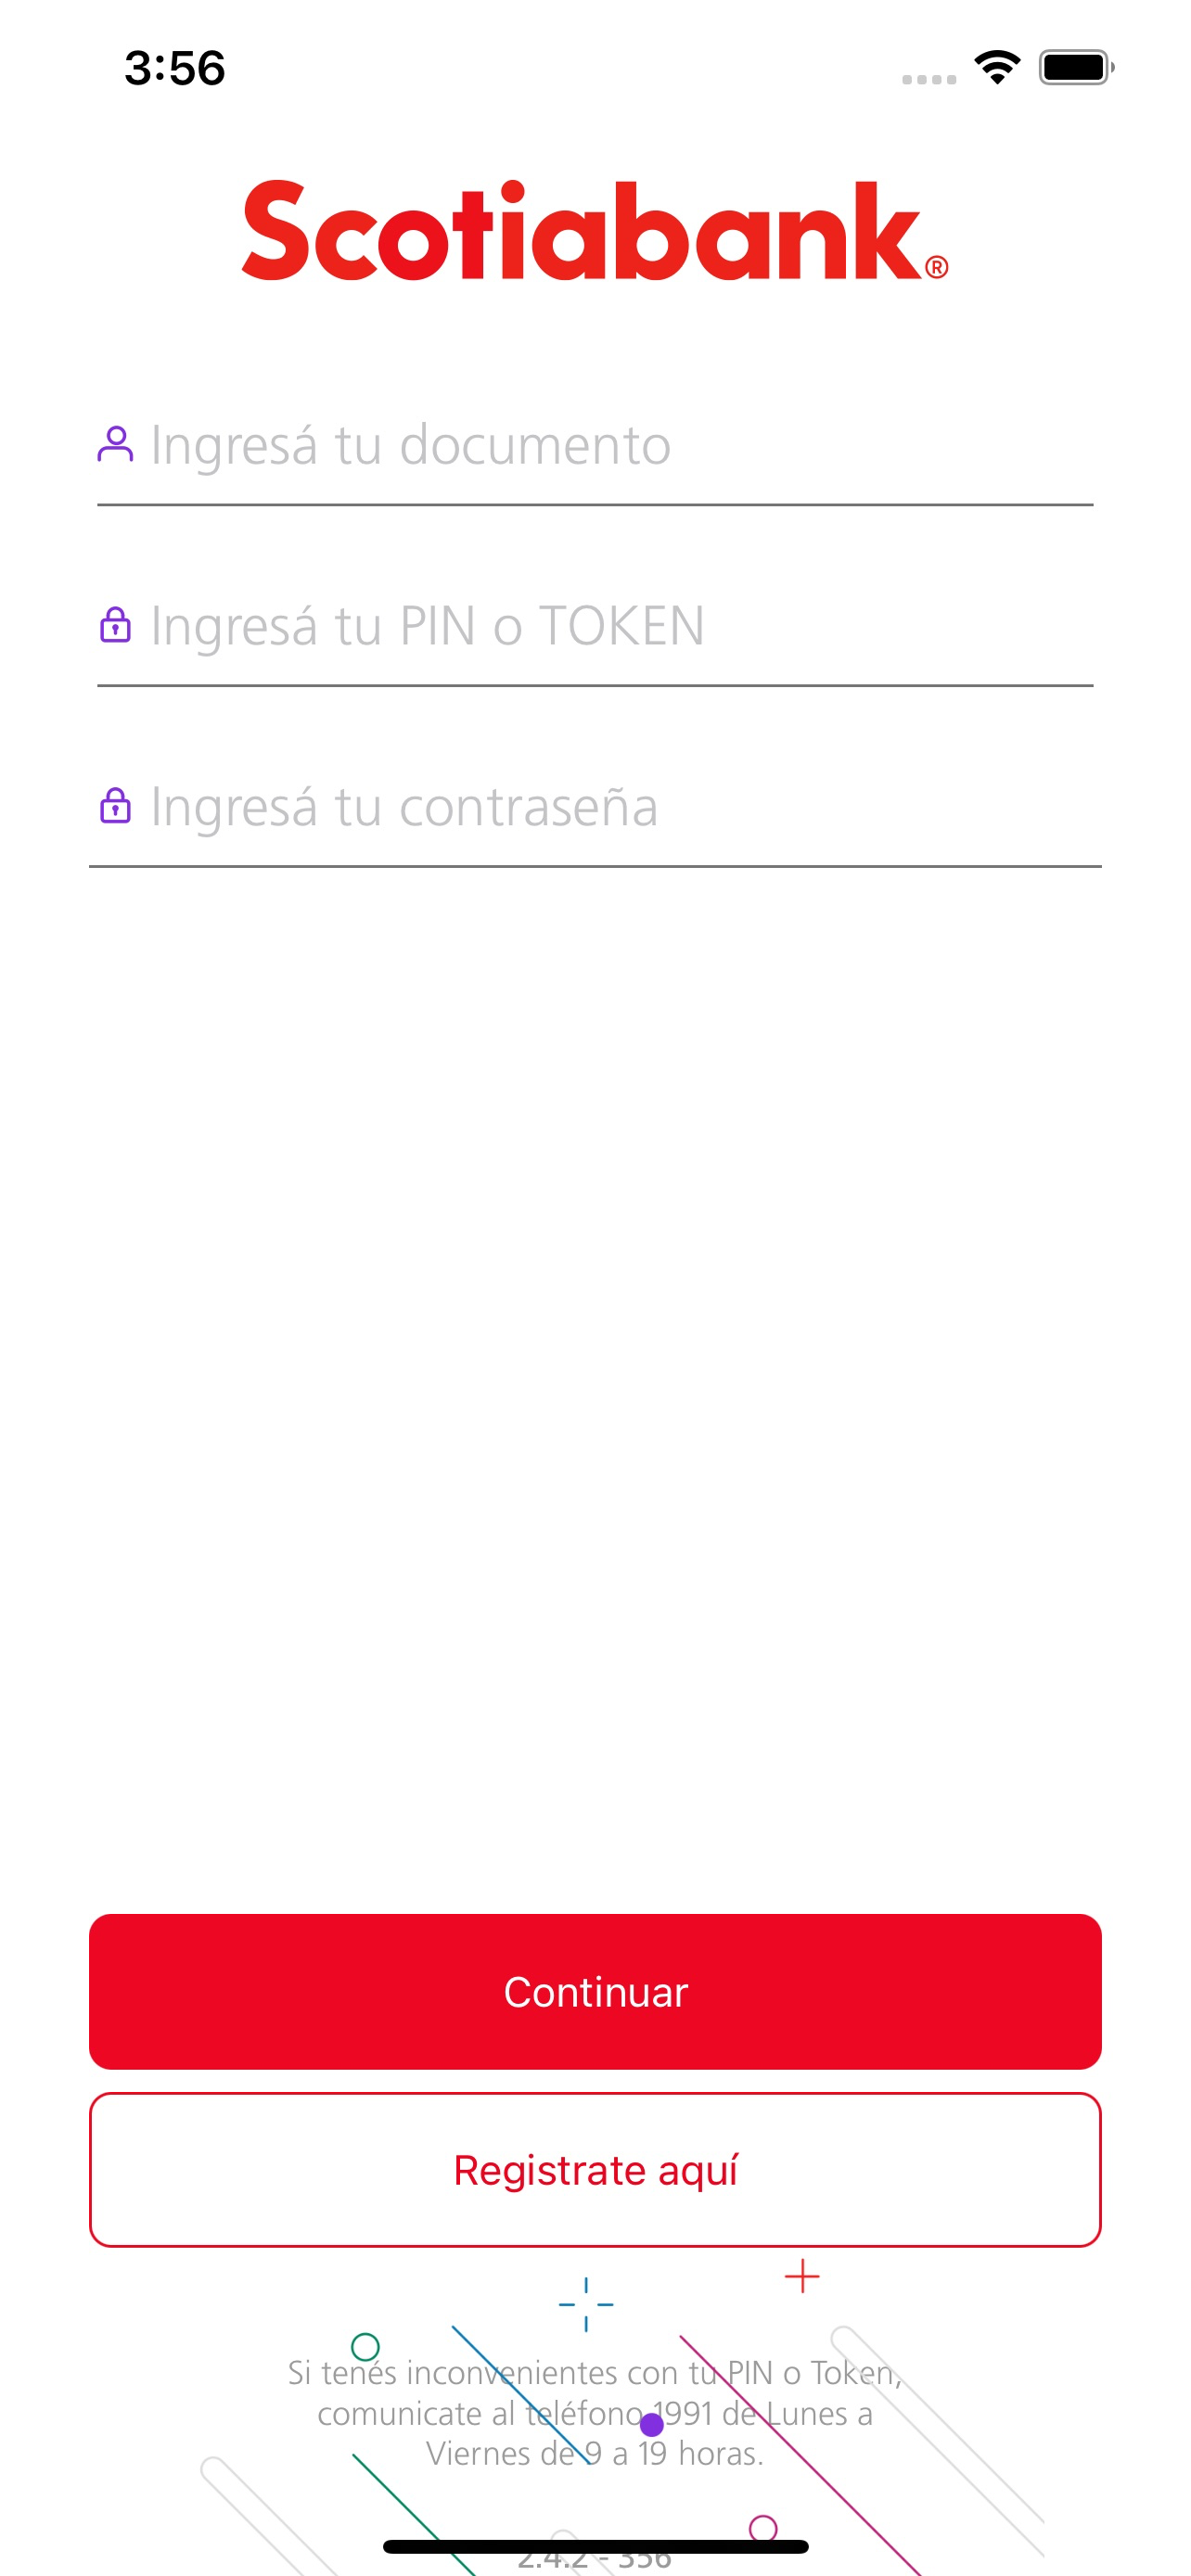 3:56
Scotiabank®
Ingresá tu documento
Ingresá tu PIN o TOKEN
Ingresá tu contraseña
Continuar
Registrate aquí
Si tenés inconvenientes con tu PIN o Token,
comunicate al teléfono 1991 de Lunes a
Viernes de 9 a 19 horas.
2.4.2 - 356